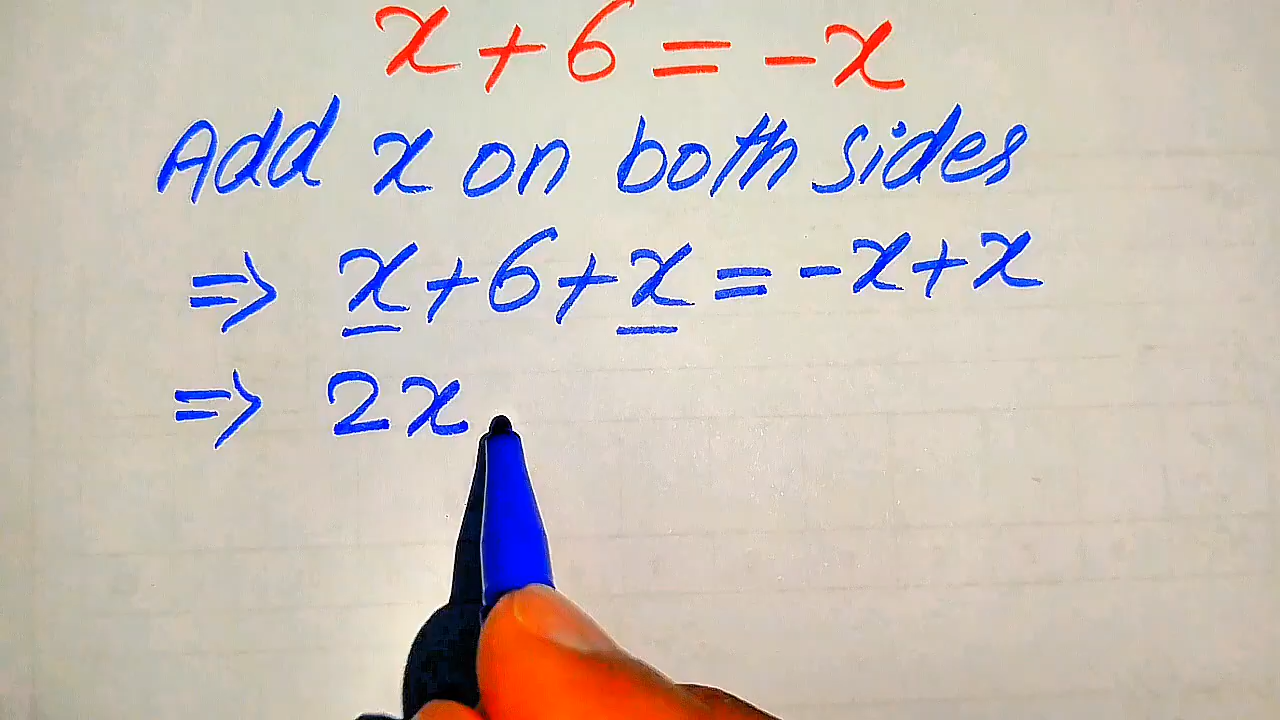 x + 6 = -x
Add x on both sides
⇒ x + 6 + x = -x + x
⇒ 2x